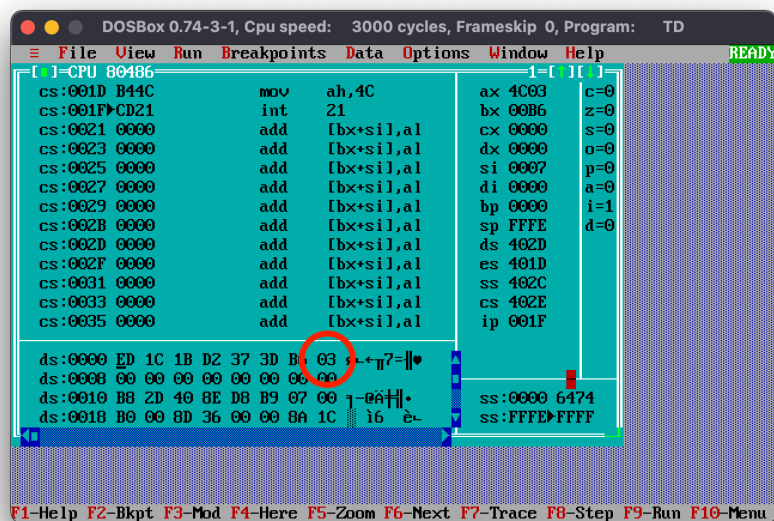 DOSBox 0.74-3-1, Cpu speed: 3000 cycles, Frameskip 0, Program: TD
≡ File View Run Breakpoints Data Options Window Help READY
[■]=CPU 80486 1=[↑][↓]
cs:001D B44C mov ah,4C ax 4C03 c=0
cs:001F▶CD21 int 21 bx 00B6 z=0
cs:0021 0000 add [bx+si],al cx 0000 s=0
cs:0023 0000 add [bx+si],al dx 0000 o=0
cs:0025 0000 add [bx+si],al si 0007 p=0
cs:0027 0000 add [bx+si],al di 0000 a=0
cs:0029 0000 add [bx+si],al bp 0000 i=1
cs:002B 0000 add [bx+si],al sp FFFE d=0
cs:002D 0000 add [bx+si],al ds 402D
cs:002F 0000 add [bx+si],al es 401D
cs:0031 0000 add [bx+si],al ss 402C
cs:0033 0000 add [bx+si],al cs 402E
cs:0035 0000 add [bx+si],al ip 001F
ds:0000 ED 1C 1B D2 37 3D B6 03
ds:0008 00 00 00 00 00 00 00 00
ds:0010 B8 2D 40 8E D8 B9 07 00 ss:0000 6474
ds:0018 B0 00 8D 36 00 00 8A 1C ss:FFFE▶FFFF
F1-Help F2-Bkpt F3-Mod F4-Here F5-Zoom F6-Next F7-Trace F8-Step F9-Run F10-Menu